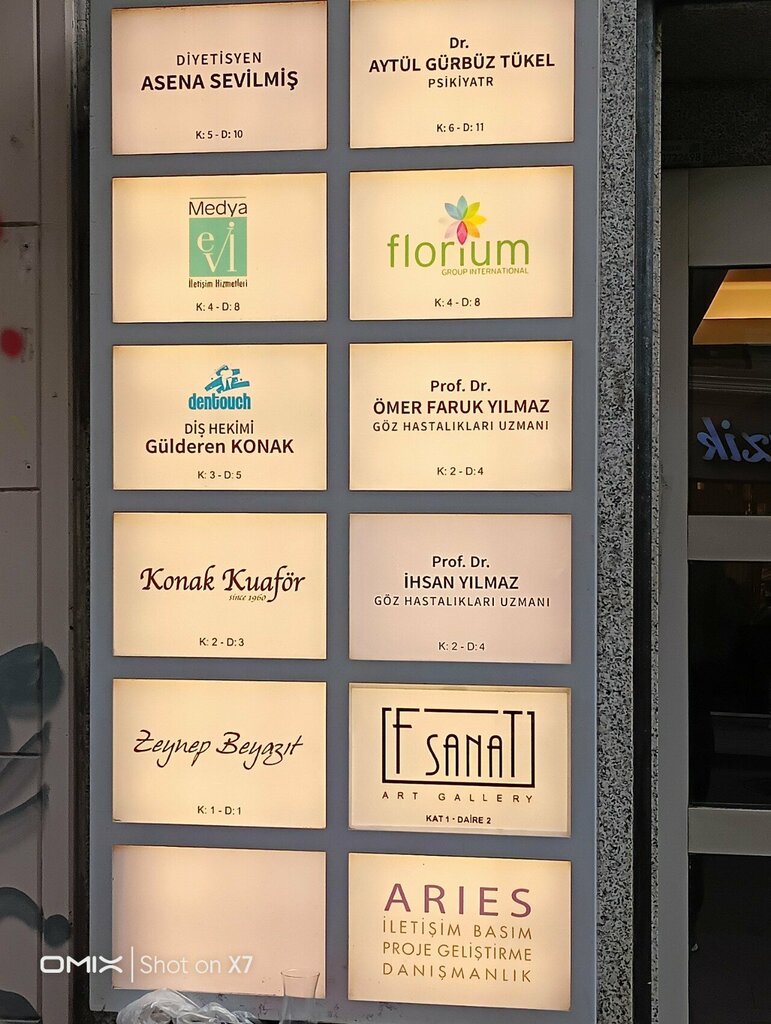 DİYETİSYEN
ASENA SEVİLMİŞ
K: 5 - D: 10
Dr.
AYTÜL GÜRBÜZ TÜKEL
PSİKİYATR
K: 6 - D: 11
Medya
evi
İletişim Hizmetleri
K: 4 - D: 8
florium
GROUP INTERNATIONAL
K: 4 - D: 8
dentouch
DİŞ HEKİMİ
Gülderen KONAK
K: 3 - D: 5
Prof. Dr.
ÖMER FARUK YILMAZ
GÖZ HASTALIKLARI UZMANI
K: 2 - D: 4
Konak Kuaför
since 1960
K: 2 - D: 3
Prof. Dr.
İHSAN YILMAZ
GÖZ HASTALIKLARI UZMANI
K: 2 - D: 4
Zeynep Beyazıt
K: 1 - D: 1
F SANAT
ART GALLERY
KAT 1 - DAİRE 2
ARIES
İLETİŞİM BASIM
PROJE GELİŞTİRME
DANIŞMANLIK
OMIX Shot on X7